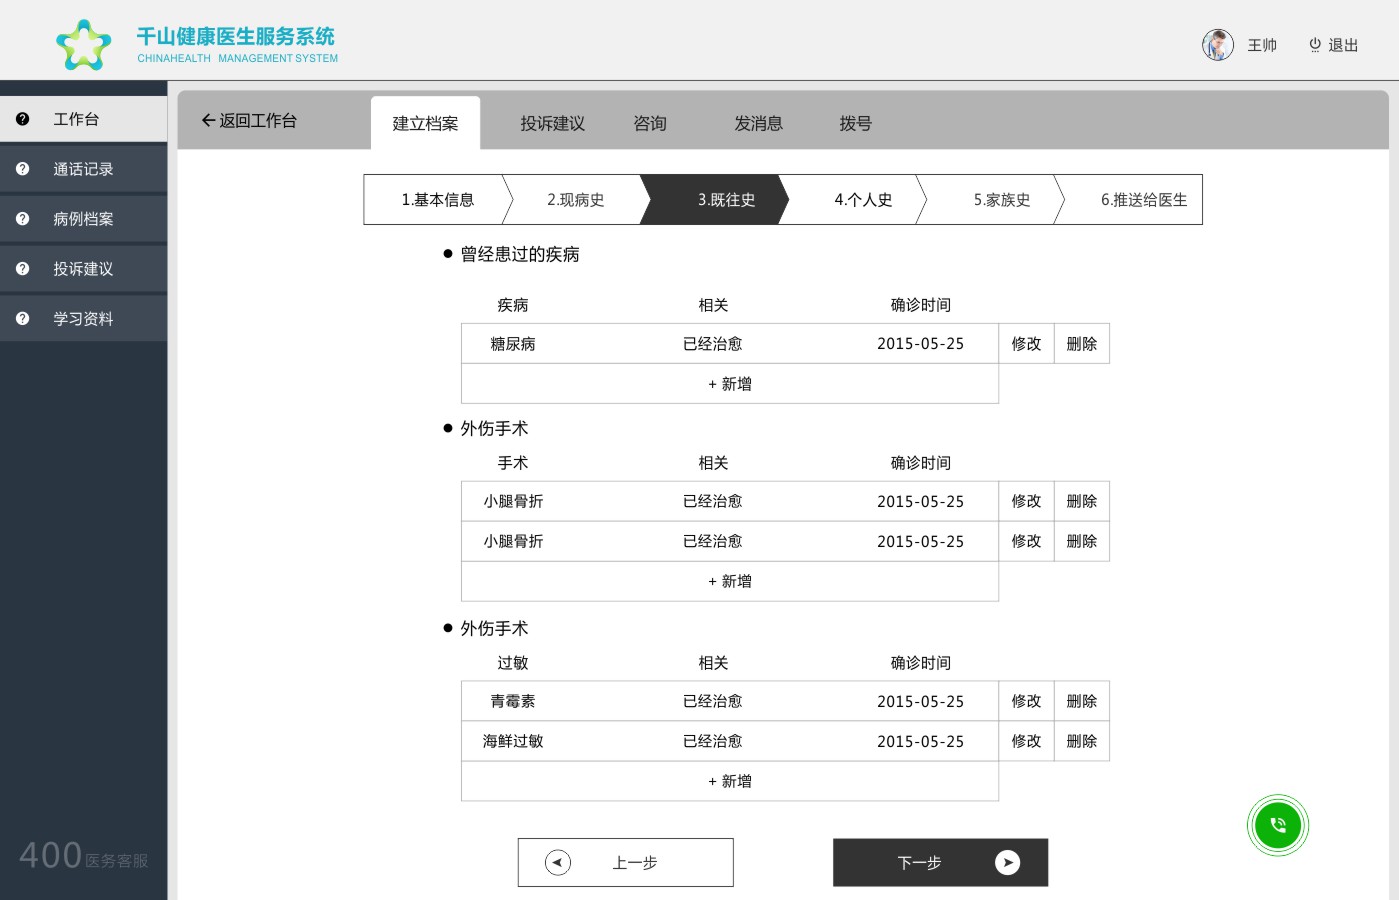 千山健康医生服务系统
CHINAHEALTH MANAGEMENT SYSTEM
王帅
退出
工作台
通话记录
病例档案
投诉建议
学习资料
400医务客服
返回工作台
建立档案
投诉建议
咨询
发消息
拨号
1.基本信息
2.现病史
3.既往史
4.个人史
5.家族史
6.推送给医生
曾经患过的疾病
疾病 相关 确诊时间
糖尿病 已经治愈 2015-05-25 修改 删除
+ 新增
外伤手术
手术 相关 确诊时间
小腿骨折 已经治愈 2015-05-25 修改 删除
小腿骨折 已经治愈 2015-05-25 修改 删除
+ 新增
外伤手术
过敏 相关 确诊时间
青霉素 已经治愈 2015-05-25 修改 删除
海鲜过敏 已经治愈 2015-05-25 修改 删除
+ 新增
上一步
下一步